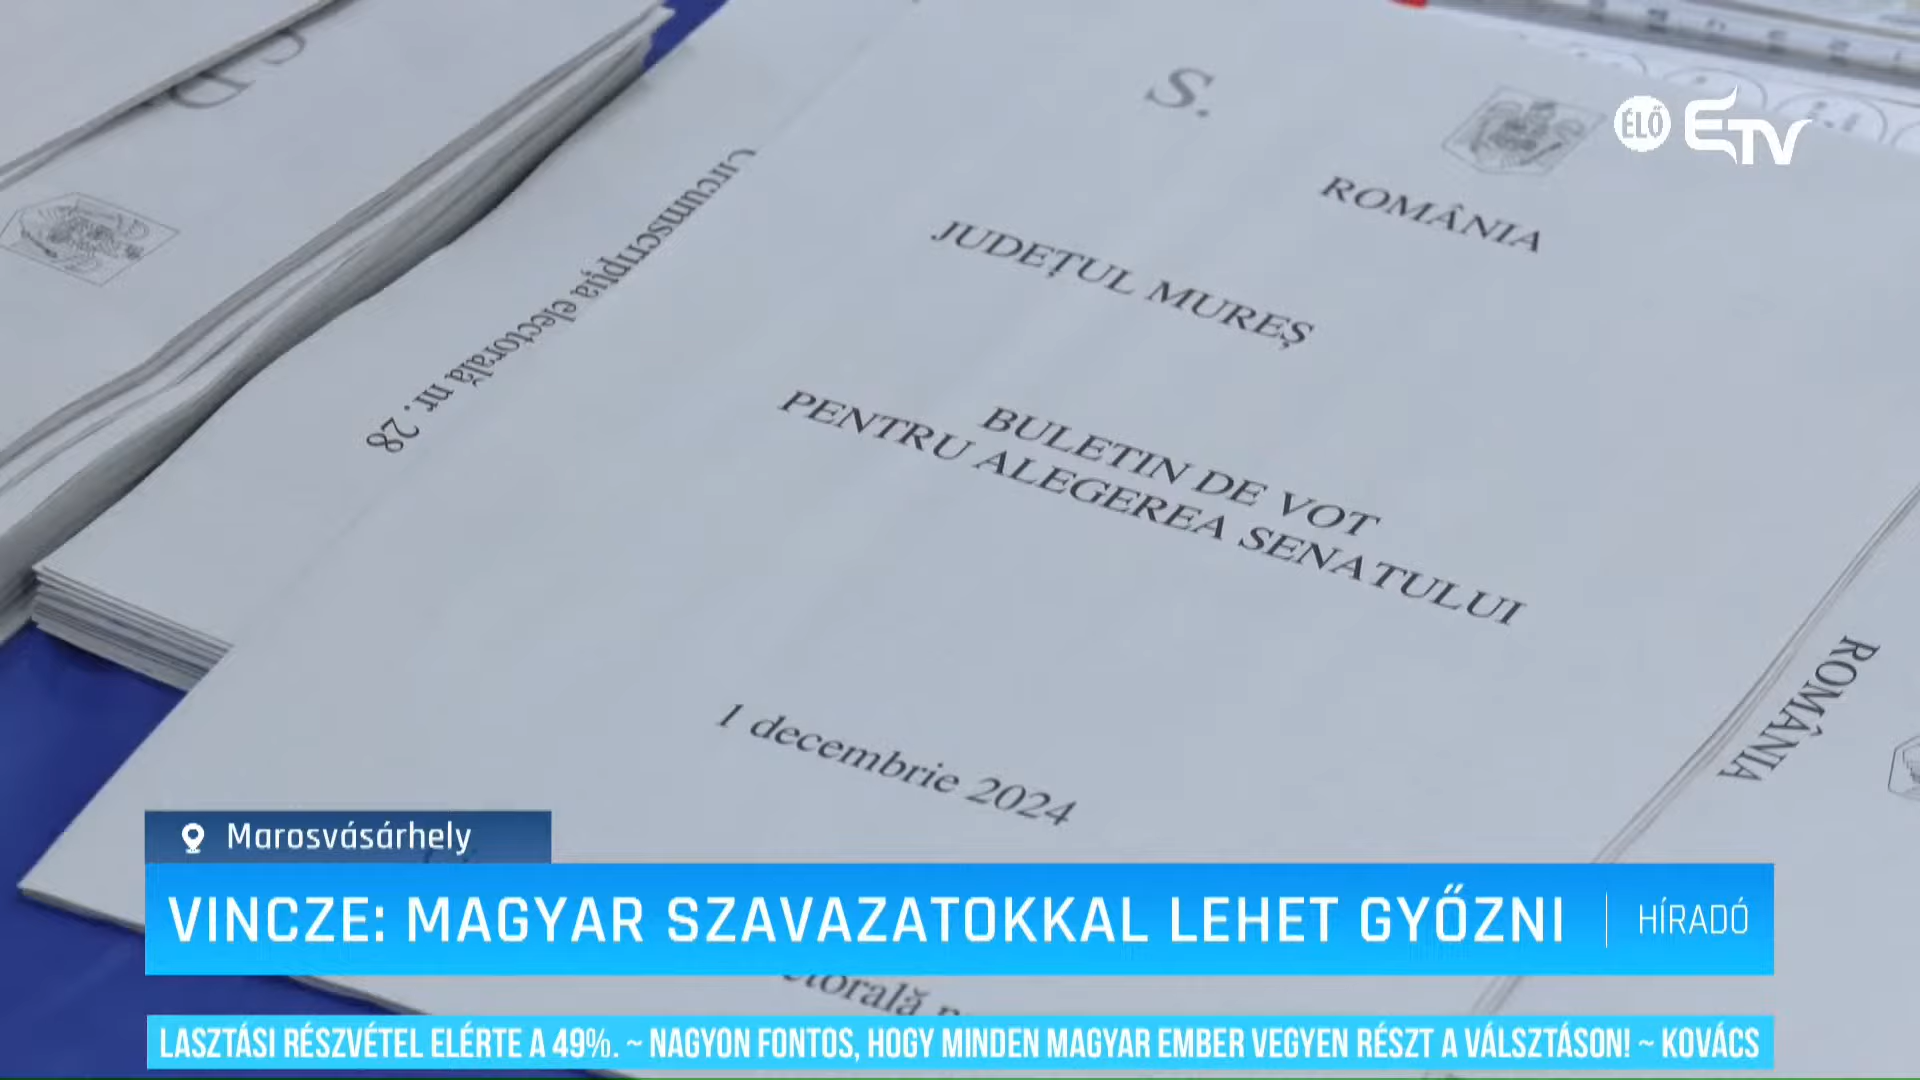 C.D.
S.
ÉLŐ ETV
ROMÂNIA
JUDEȚUL MUREȘ
Circumscripția electorală nr. 28
BULETIN DE VOT
PENTRU ALEGEREA SENATULUI
1 decembrie 2024
ROMÂNIA
Marosvásárhely
VINCZE: MAGYAR SZAVAZATOKKAL LEHET GYŐZNI
HÍRADÓ
LASZTÁSI RÉSZVÉTEL ELÉRTE A 49%. ~ NAGYON FONTOS, HOGY MINDEN MAGYAR EMBER VEGYEN RÉSZT A VÁLSZTÁSON! ~ KOVÁCS